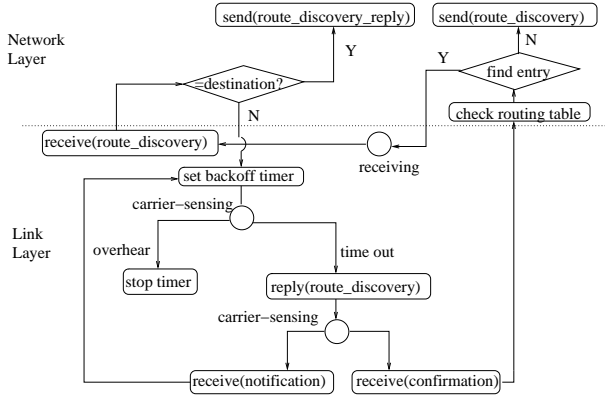 send(route_discovery_reply)
send(route_discovery)
Network
Layer
Y
Y
N
=destination?
find entry
N
check routing table
receive(route_discovery)
receiving
set backoff timer
carrier−sensing
Link
Layer
overhear
time out
stop timer
reply(route_discovery)
carrier−sensing
receive(notification)
receive(confirmation)